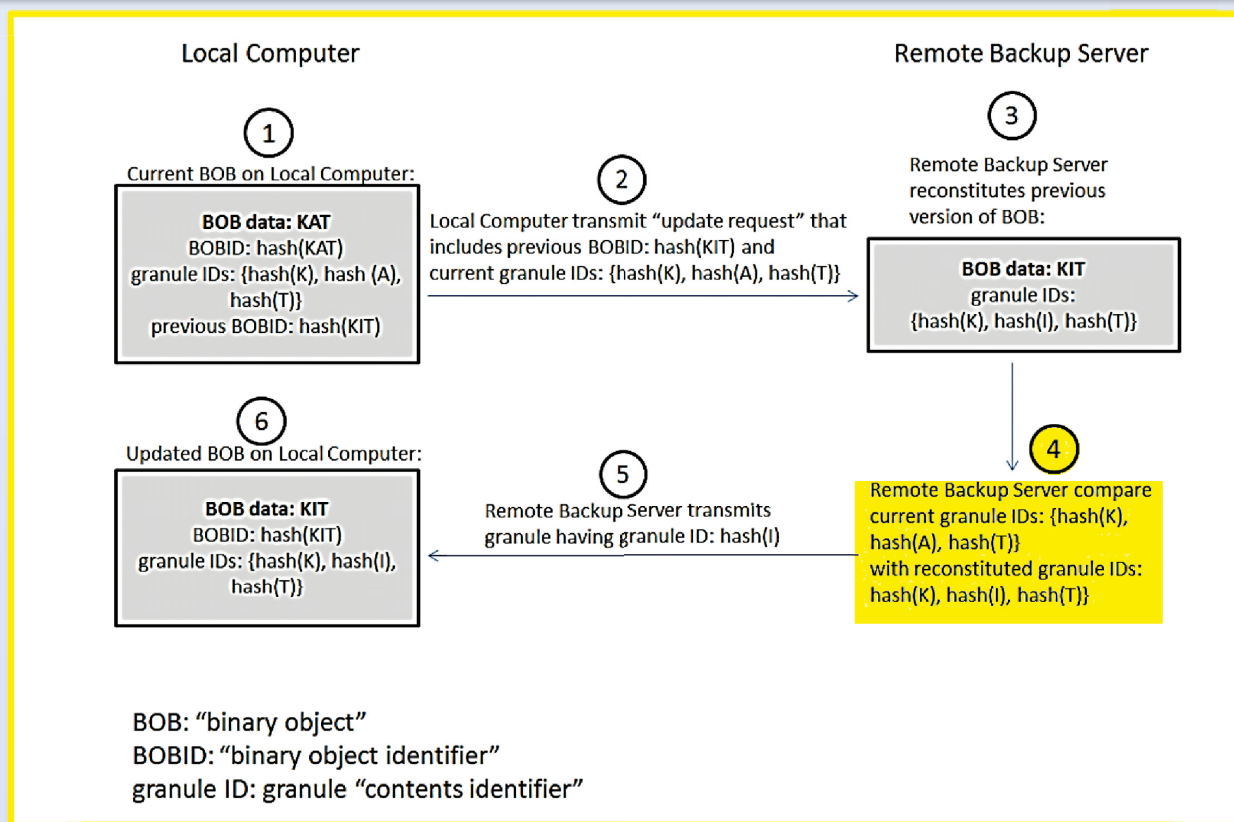 Local Computer
Remote Backup Server
1
Current BOB on Local Computer:
BOB data: KAT
BOBID: hash(KAT)
granule IDs: {hash(K), hash (A),
hash(T)}
previous BOBID: hash(KIT)
2
Local Computer transmit “update request” that
includes previous BOBID: hash(KIT) and
current granule IDs: {hash(K), hash(A), hash(T)}
3
Remote Backup Server
reconstitutes previous
version of BOB:
BOB data: KIT
granule IDs:
{hash(K), hash(I), hash(T)}
4
Remote Backup Server compare
current granule IDs: {hash(K),
hash(A), hash(T)}
with reconstituted granule IDs:
hash(K), hash(I), hash(T)}
5
Remote Backup Server transmits
granule having granule ID: hash(I)
6
Updated BOB on Local Computer:
BOB data: KIT
BOBID: hash(KIT)
granule IDs: {hash(K), hash(I),
hash(T)}
BOB: “binary object”
BOBID: “binary object identifier”
granule ID: granule “contents identifier”